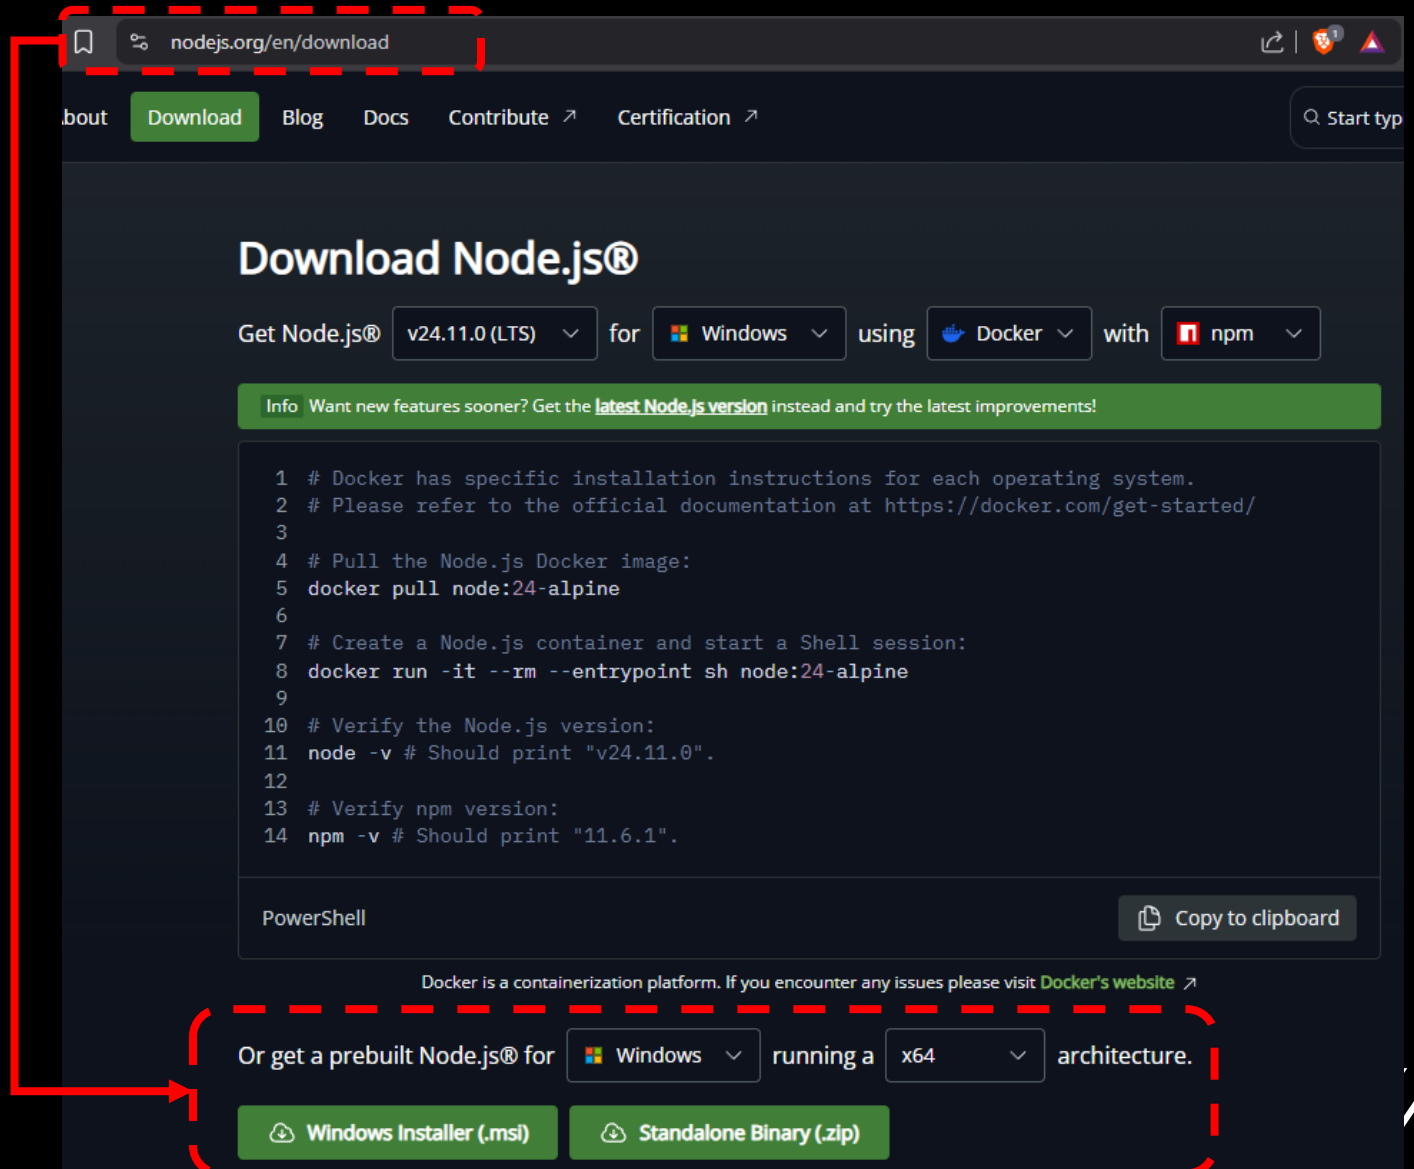 nodejs.org/en/download
1
bout Download Blog Docs Contribute ↗ Certification ↗ Start typ
Download Node.js®
Get Node.js® v24.11.0 (LTS) for Windows using Docker with npm
Info Want new features sooner? Get the latest Node.js version instead and try the latest improvements!
1 # Docker has specific installation instructions for each operating system.
2 # Please refer to the official documentation at https://docker.com/get-started/
3
4 # Pull the Node.js Docker image:
5 docker pull node:24-alpine
6
7 # Create a Node.js container and start a Shell session:
8 docker run -it --rm --entrypoint sh node:24-alpine
9
10 # Verify the Node.js version:
11 node -v # Should print "v24.11.0".
12
13 # Verify npm version:
14 npm -v # Should print "11.6.1".
PowerShell Copy to clipboard
Docker is a containerization platform. If you encounter any issues please visit Docker's website ↗
Or get a prebuilt Node.js® for Windows running a x64 architecture.
Windows Installer (.msi) Standalone Binary (.zip)